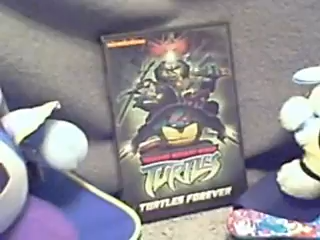 nickelodeon
TEENAGE MUTANT NINJA
TURTLES
TURTLES FOREVER